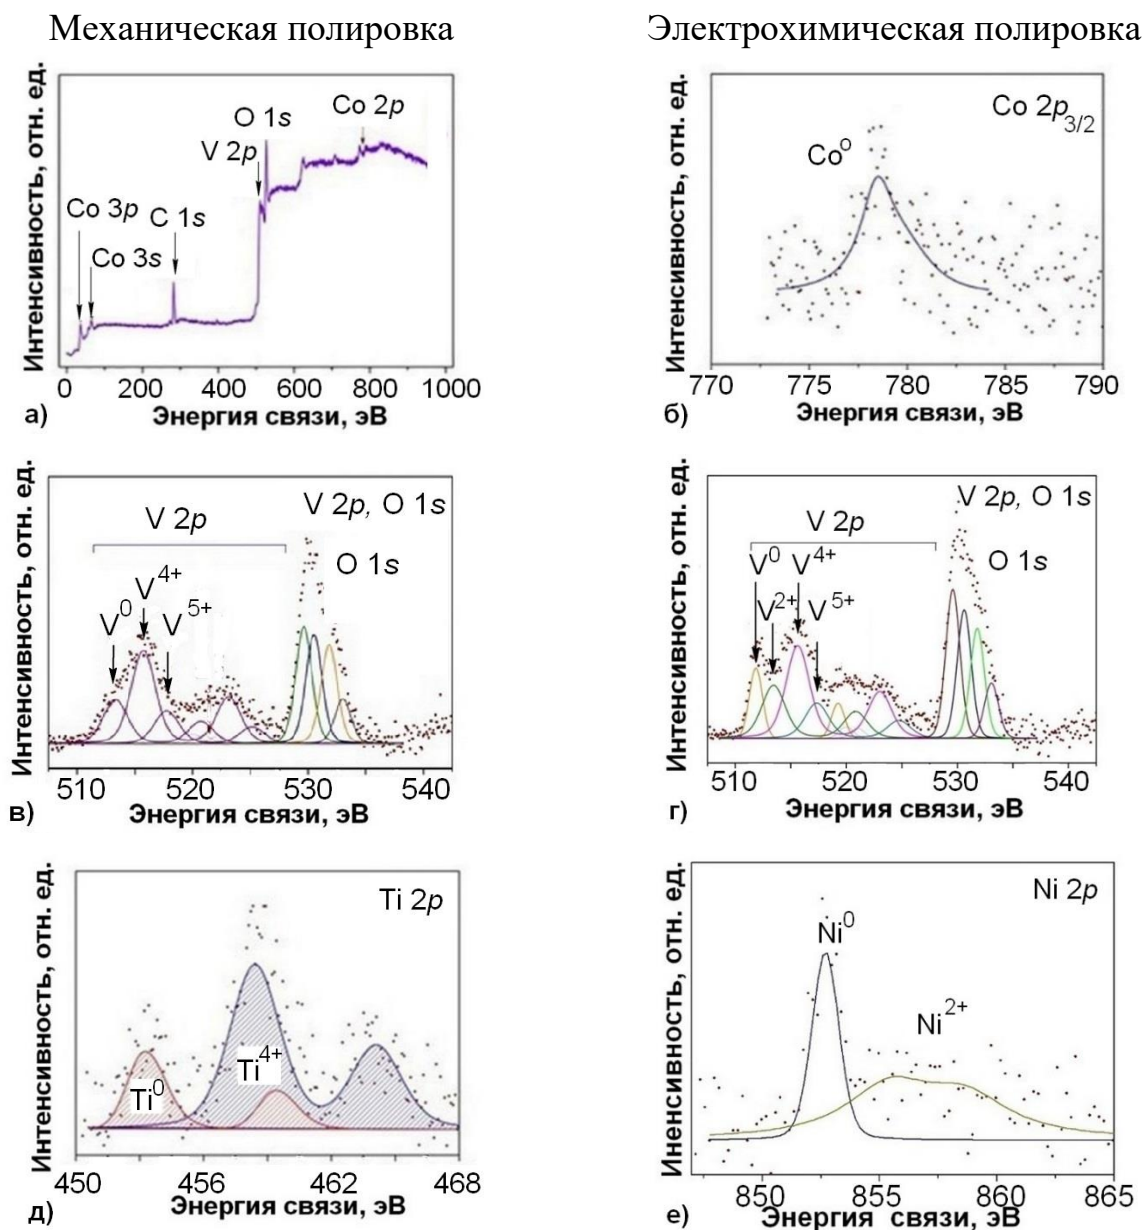 Механическая полировка
Электрохимическая полировка
Интенсивность, отн. ед.
Co 3p
Co 3s
C 1s
V 2p
O 1s
Co 2p
0 200 400 600 800 1000
Энергия связи, эВ
а)
Интенсивность, отн. ед.
Co 2p3/2
Co⁰
770 775 780 785 790
Энергия связи, эВ
б)
Интенсивность, отн. ед.
V 2p, O 1s
V 2p
O 1s
V⁰
V⁴⁺
V⁵⁺
510 520 530 540
Энергия связи, эВ
в)
Интенсивность, отн. ед.
V 2p, O 1s
V 2p
O 1s
V⁰ V⁴⁺
V²⁺ V⁵⁺
510 520 530 540
Энергия связи, эВ
г)
Интенсивность, отн. ед.
Ti 2p
Ti⁰
Ti⁴⁺
450 456 462 468
Энергия связи, эВ
д)
Иненсивность, отн. ед.
Ni 2p
Ni⁰
Ni²⁺
850 855 860 865
Энергия связи, эВ
е)